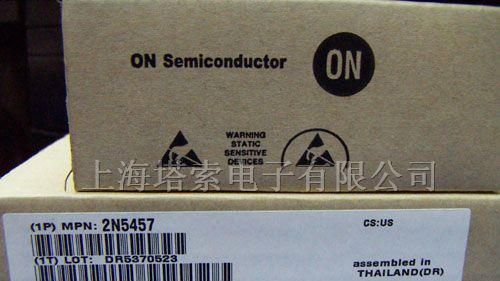 ON Semiconductor
ON
WARNING
STATIC
SENSITIVE
DEVICES
上海塔索电子有限公司
(1P) MPN: 2N5457
CS:US
(1T) LOT: DR5370523
assembled in
THAILAND(DR)